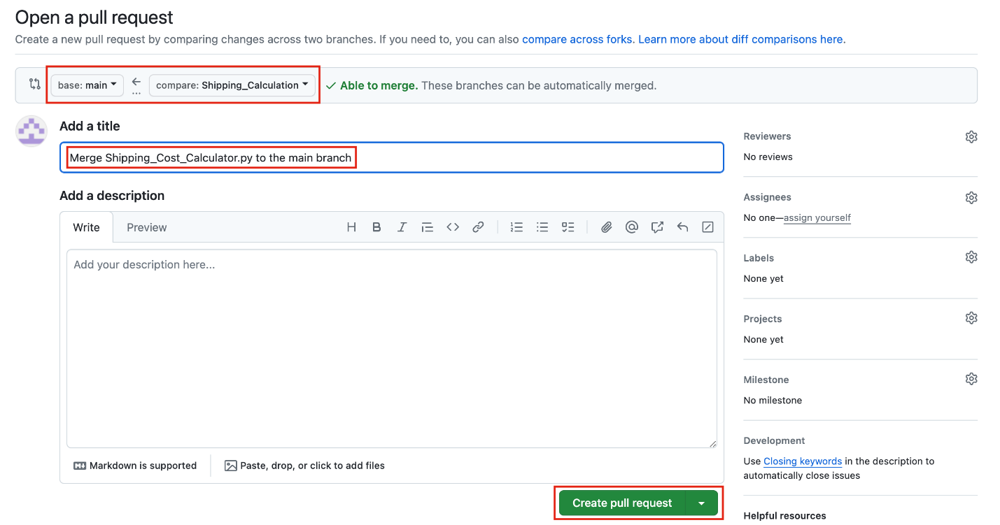 Open a pull request
Create a new pull request by comparing changes across two branches. If you need to, you can also compare across forks. Learn more about diff comparisons here.
base: main ... compare: Shipping_Calculation Able to merge. These branches can be automatically merged.
Add a title
Merge Shipping_Cost_Calculator.py to the main branch
Add a description
Write Preview
Add your description here...
Markdown is supported Paste, drop, or click to add files
Create pull request
Reviewers
No reviews
Assignees
No one—assign yourself
Labels
None yet
Projects
None yet
Milestone
No milestone
Development
Use Closing keywords in the description to
automatically close issues
Helpful resources